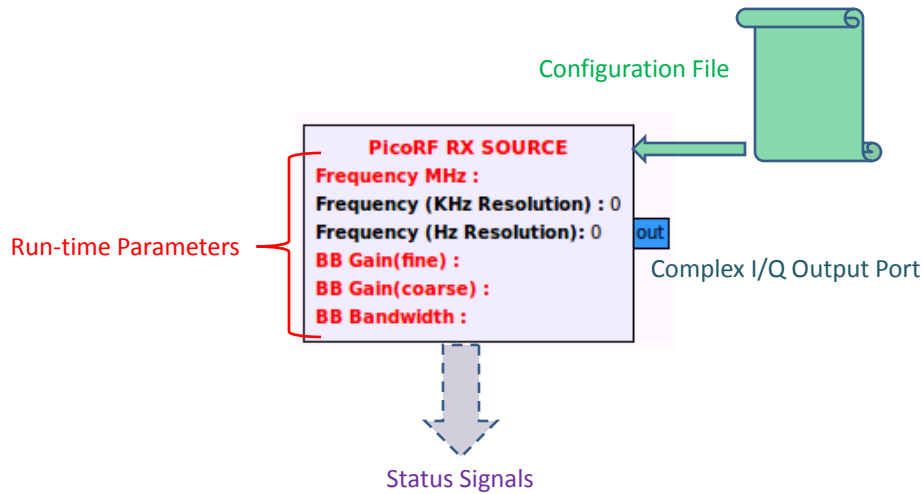 Configuration File
PicoRF RX SOURCE
Frequency MHz :
Frequency (KHz Resolution) : 0
Frequency (Hz Resolution): 0
BB Gain(fine) :
BB Gain(coarse) :
BB Bandwidth :
Run-time Parameters
out
Complex I/Q Output Port
Status Signals